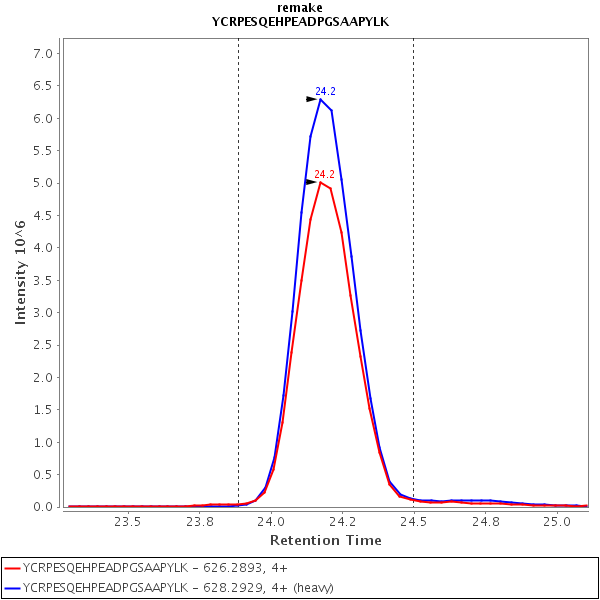 remake
YCRPESQEHPEADPGSAAPYLK
7.0
6.5
6.0
5.5
5.0
4.5
4.0
3.5
3.0
2.5
2.0
1.5
1.0
0.5
0.0
Intensity 10^6
24.2
24.2
23.5 23.8 24.0 24.2 24.5 24.8 25.0
Retention Time
YCRPESQEHPEADPGSAAPYLK - 626.2893, 4+
YCRPESQEHPEADPGSAAPYLK - 628.2929, 4+ (heavy)